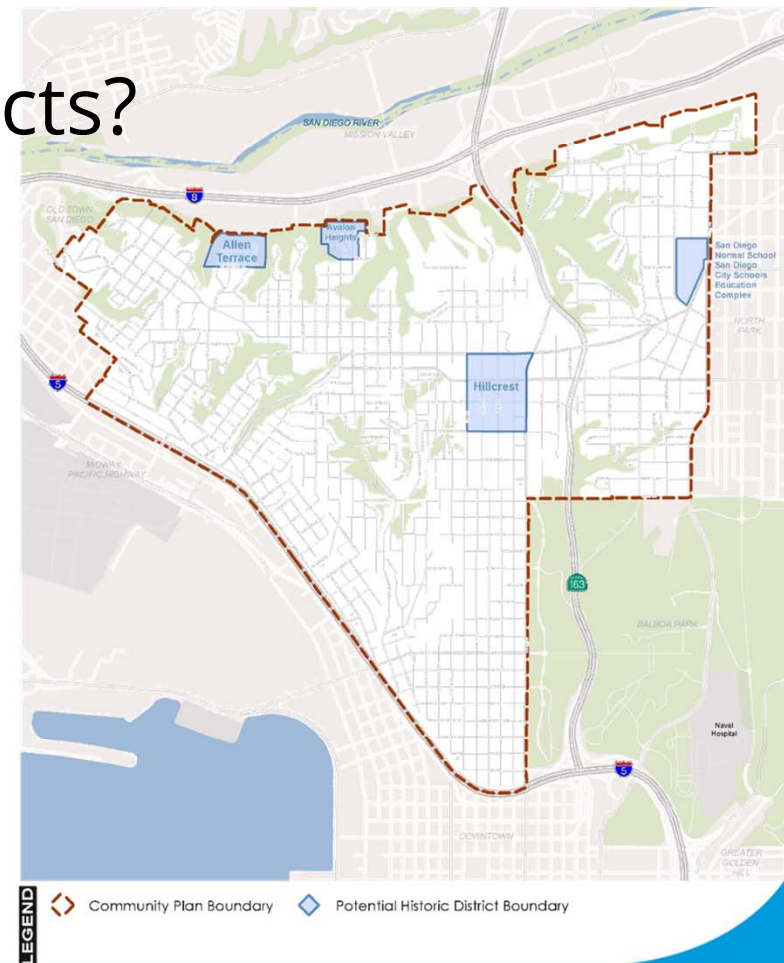 cts?
SAN DIEGO RIVER
MISSION VALLEY
8
OLD TOWN
SAN DIEGO
Allen
Terrace
Avalon
Heights
San Diego
Normal School
San Diego
City Schools
Education
Complex
NORTH
PARK
5
Hillcrest
MIDWAY
PACIFIC HIGHWAY
163
BALBOA PARK
Naval
Hospital
5
DOWNTOWN
GREATER
GOLDEN
HILL
LEGEND
Community Plan Boundary
Potential Historic District Boundary